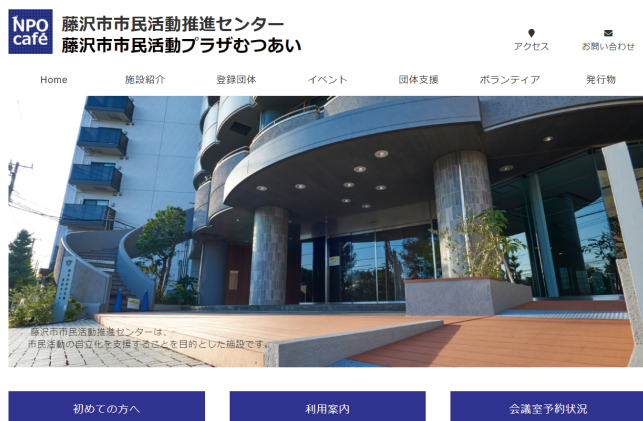 NPO
café
藤沢市市民活動推進センター
藤沢市市民活動プラザむつあい
アクセス
お問い合わせ
Home
施設紹介
登録団体
イベント
団体支援
ボランティア
発行物
藤沢市市民活動推進センターは、
市民活動の自立化を支援することを目的とした施設です。
初めての方へ
利用案内
会議室予約状況